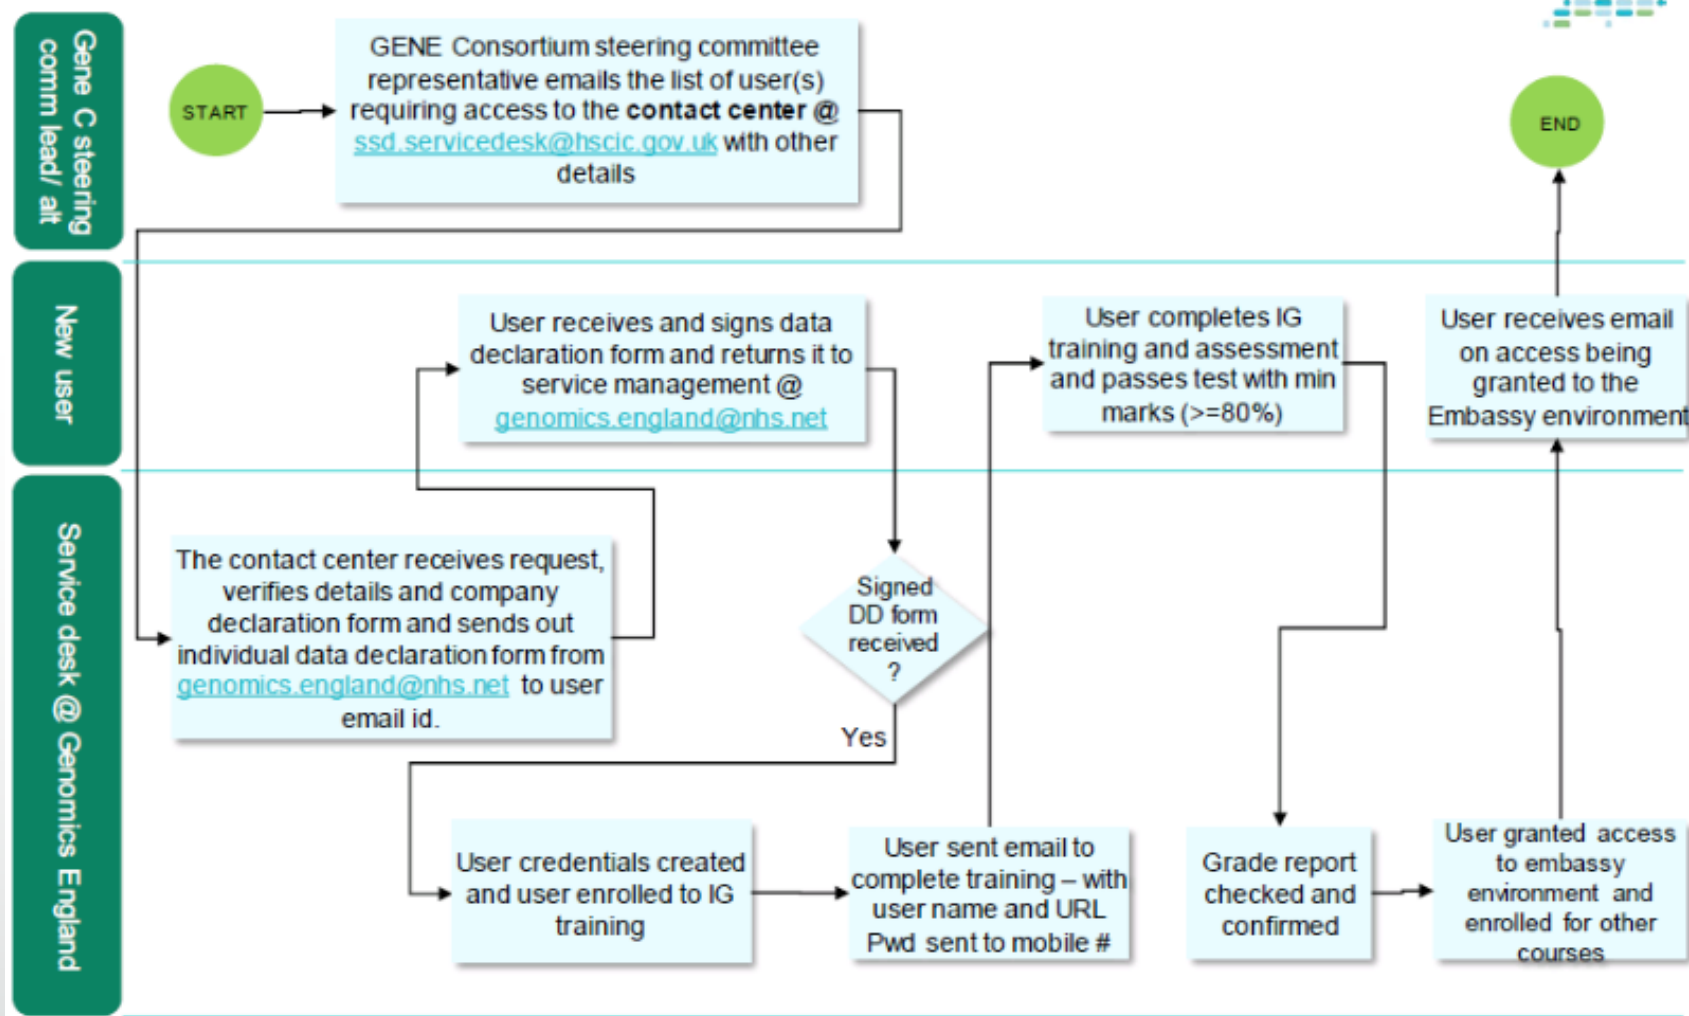 Gene C steering
comm lead/ alt
START
GENE Consortium steering committee
representative emails the list of user(s)
requiring access to the contact center @
ssd.servicedesk@hscic.gov.uk with other
details
END
New user
User receives and signs data
declaration form and returns it to
service management @
genomics.england@nhs.net
User completes IG
training and assessment
and passes test with min
marks (>=80%)
User receives email
on access being
granted to the
Embassy environment
Service desk @ Genomics England
The contact center receives request,
verifies details and company
declaration form and sends out
individual data declaration form from
genomics.england@nhs.net to user
email id.
Signed
DD form
received
?
Yes
User credentials created
and user enrolled to IG
training
User sent email to
complete training – with
user name and URL
Pwd sent to mobile #
Grade report
checked and
confirmed
User granted access
to embassy
environment and
enrolled for other
courses